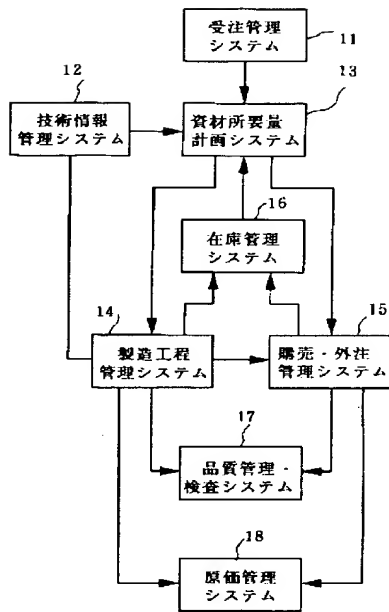 受注管理
システム
11
12
13
技術情報
管理システム
資材所要量
計画システム
16
在庫管理
システム
14
15
製造工程
管理システム
購売・外注
管理システム
17
品質管理・
検査システム
18
原価管理
システム